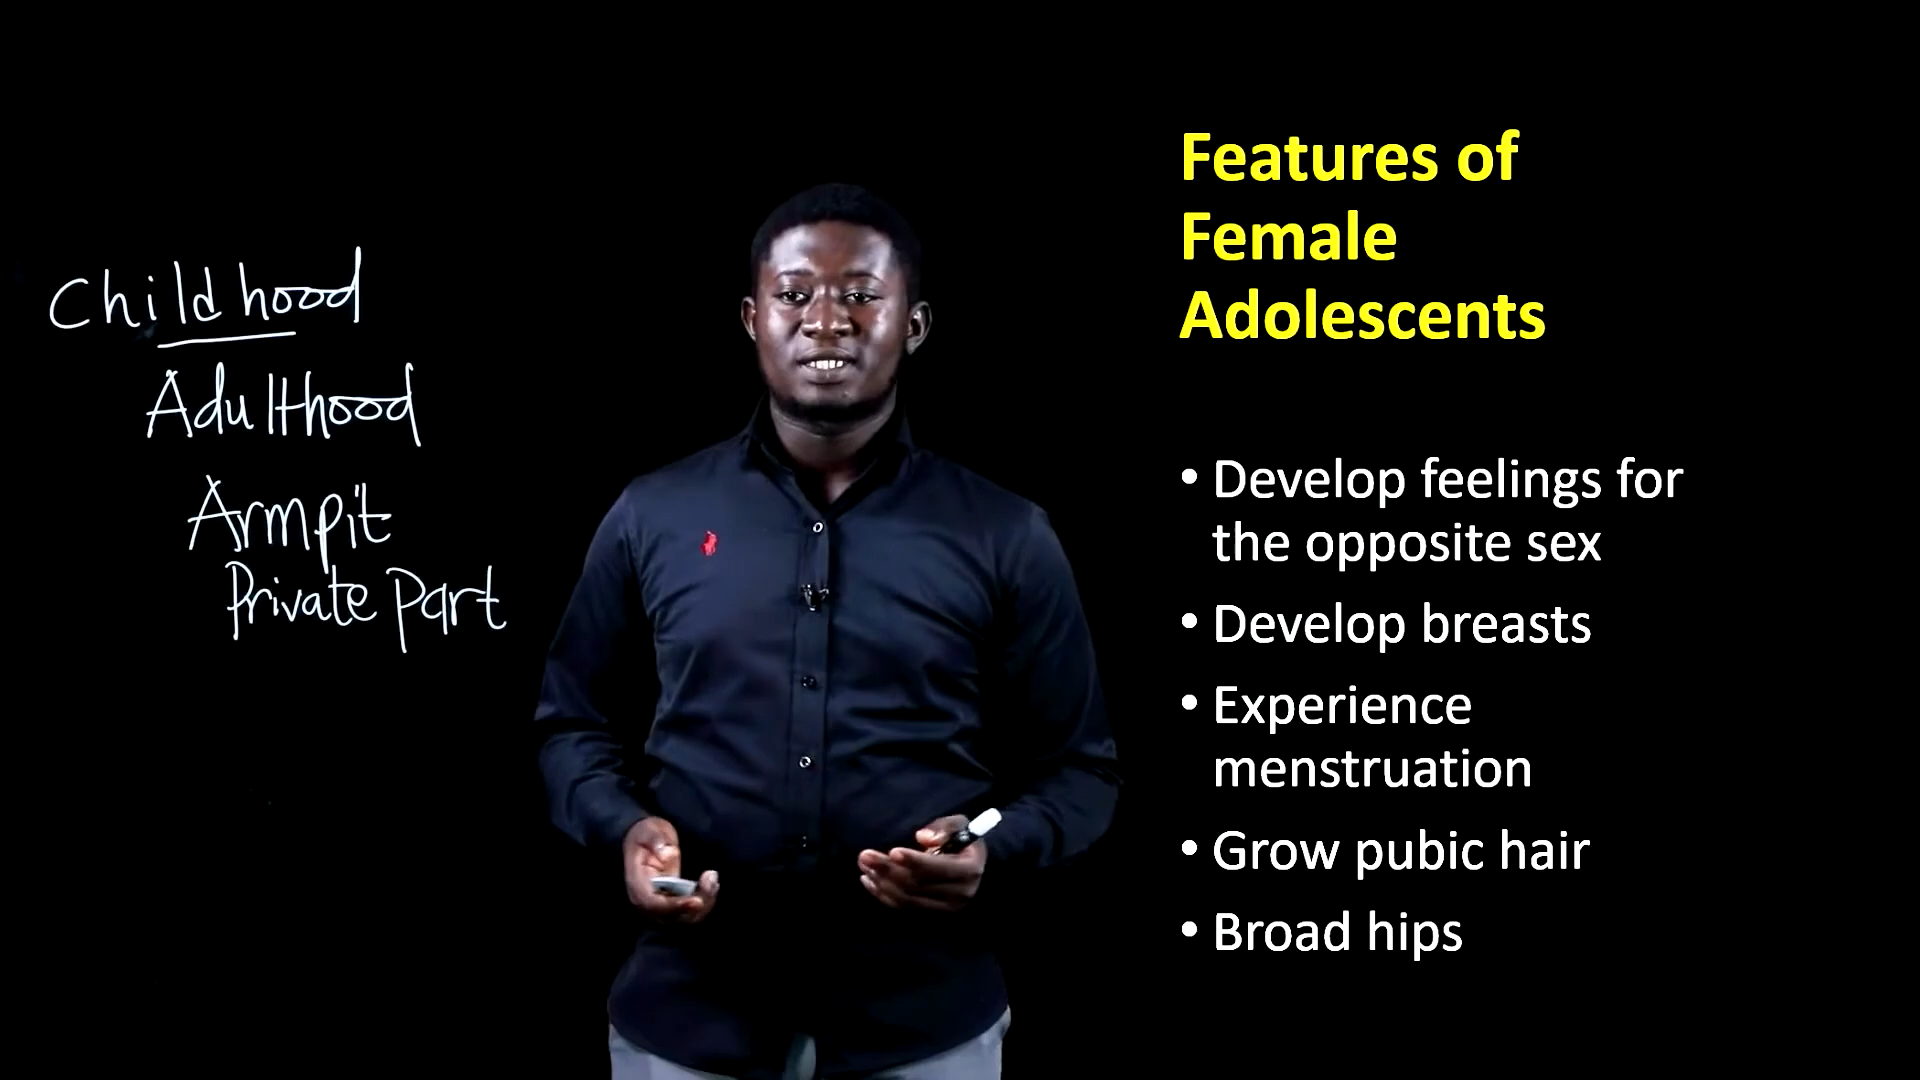 Childhood
Adulthood
Armpit
Private Part
Features of
Female
Adolescents
• Develop feelings for
the opposite sex
• Develop breasts
• Experience
menstruation
• Grow pubic hair
• Broad hips